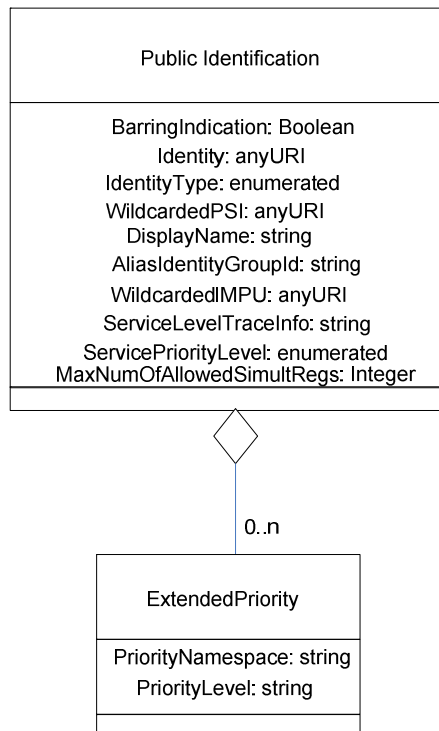 Public Identification
BarringIndication: Boolean
Identity: anyURI
IdentityType: enumerated
WildcardedPSI: anyURI
DisplayName: string
AliasIdentityGroupId: string
WildcardedIMPU: anyURI
ServiceLevelTraceInfo: string
ServicePriorityLevel: enumerated
MaxNumOfAllowedSimultRegs: Integer
0..n
ExtendedPriority
PriorityNamespace: string
PriorityLevel: string